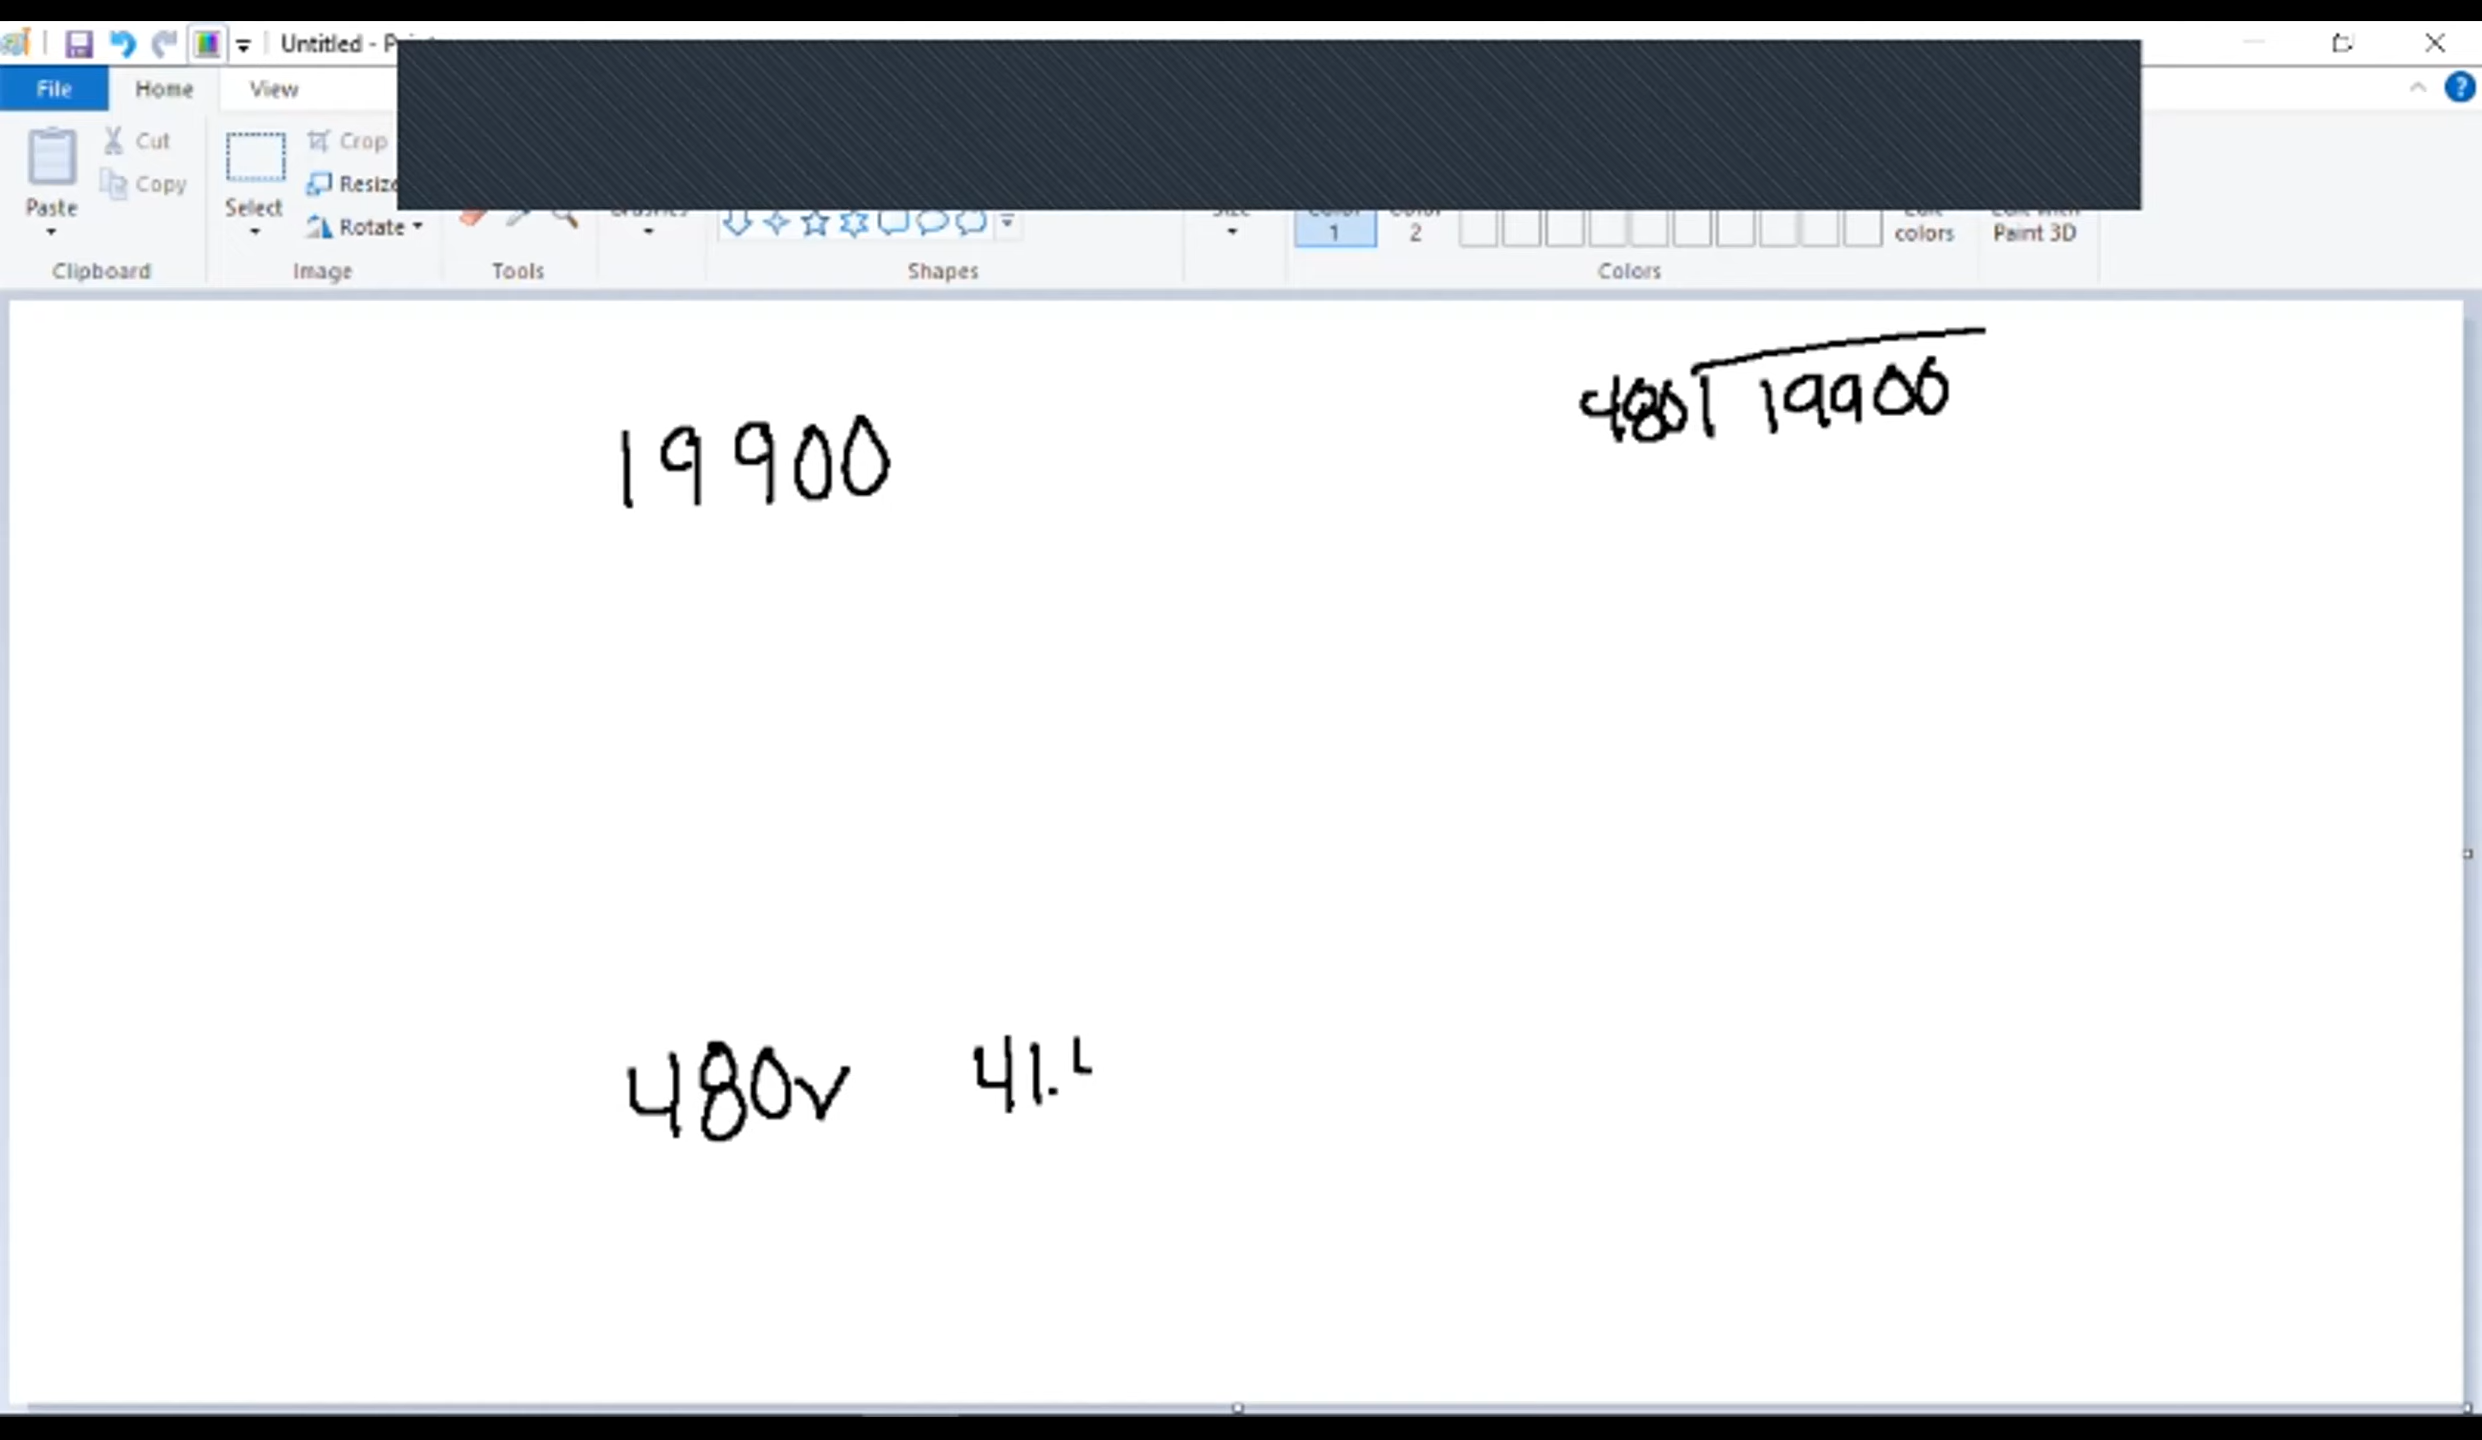 Untitled - P
File Home View
Cut
Copy
Paste
Clipboard
Crop
Select
Rotate
Image
Tools
Shapes
1 2
colors
Paint 3D
Colors
480 19900
19900
480v 41.